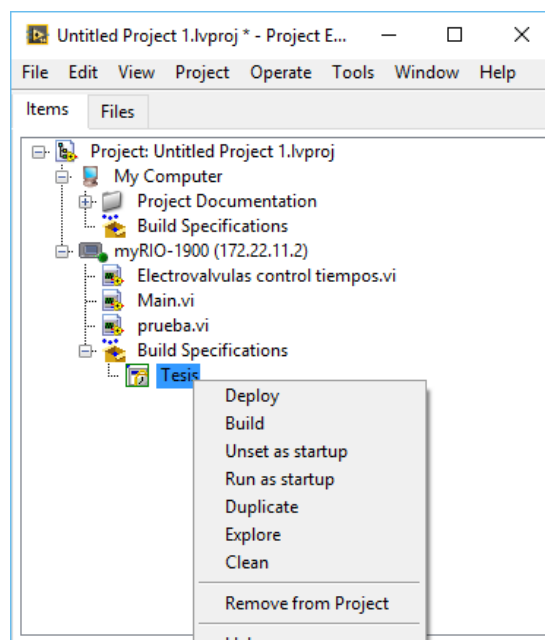 Untitled Project 1.lvproj * - Project E...
File Edit View Project Operate Tools Window Help
Items Files
Project: Untitled Project 1.lvproj
My Computer
Project Documentation
Build Specifications
myRIO-1900 (172.22.11.2)
Electrovalvulas control tiempos.vi
Main.vi
prueba.vi
Build Specifications
Tesis
Deploy
Build
Unset as startup
Run as startup
Duplicate
Explore
Clean
Remove from Project